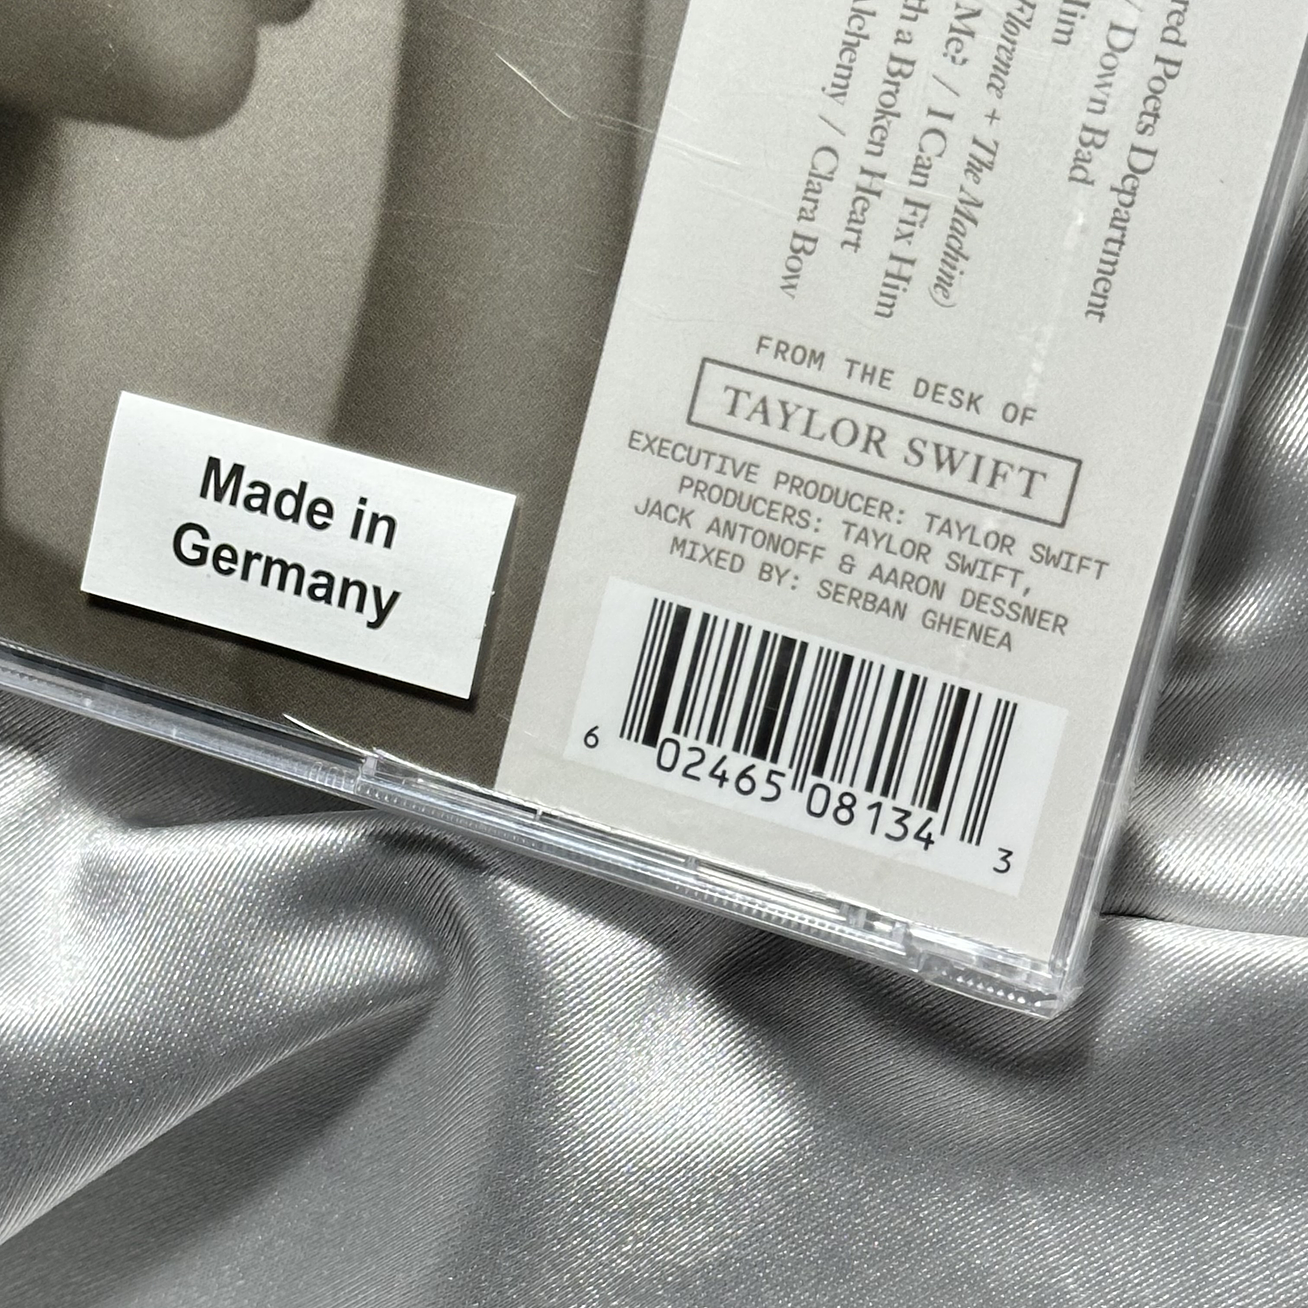 Poets Department
Down Bad
Florence + The Machine)
Me? / I Can Fix Him
a Broken Heart
Alchemy / Clara Bow
FROM THE DESK OF
TAYLOR SWIFT
EXECUTIVE PRODUCER: TAYLOR SWIFT
PRODUCERS: TAYLOR SWIFT,
JACK ANTONOFF & AARON DESSNER
MIXED BY: SERBAN GHENEA
Made in
Germany
6 02465 08134 3